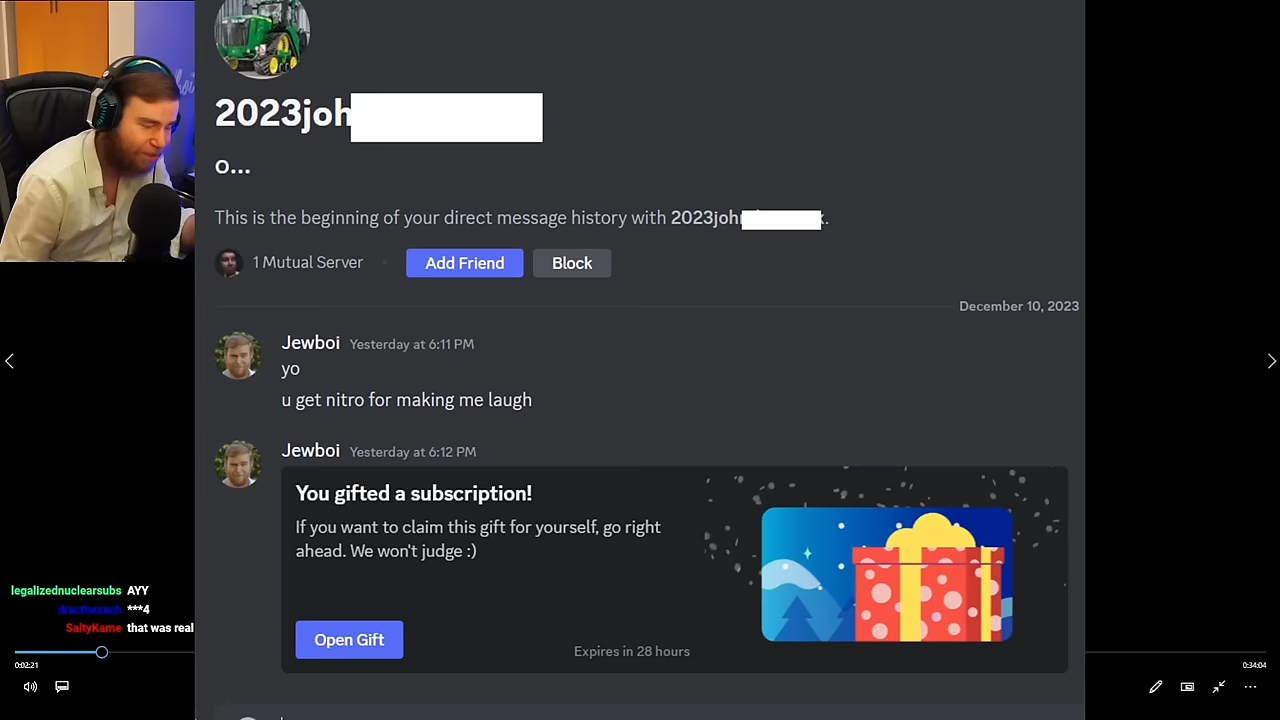 2023joh
o...
This is the beginning of your direct message history with 2023john
1 Mutual Server
Add Friend
Block
December 10, 2023
Jewboi Yesterday at 6:11 PM
yo
u get nitro for making me laugh
Jewboi Yesterday at 6:12 PM
You gifted a subscription!
If you want to claim this gift for yourself, go right
ahead. We won't judge :)
Open Gift
Expires in 28 hours
legalizednuclearsubs AYY
***4
SaltyKame that was real
0:02:21
0:34:04